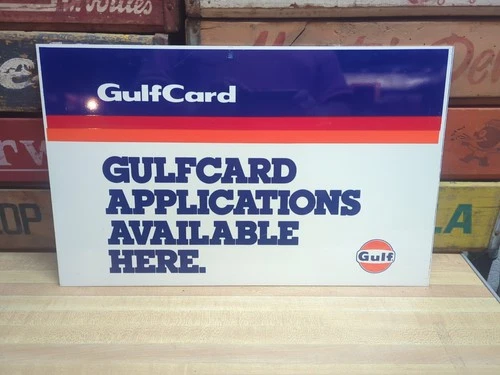 GulfCard
GULFCARD
APPLICATIONS
AVAILABLE
HERE.
Gulf